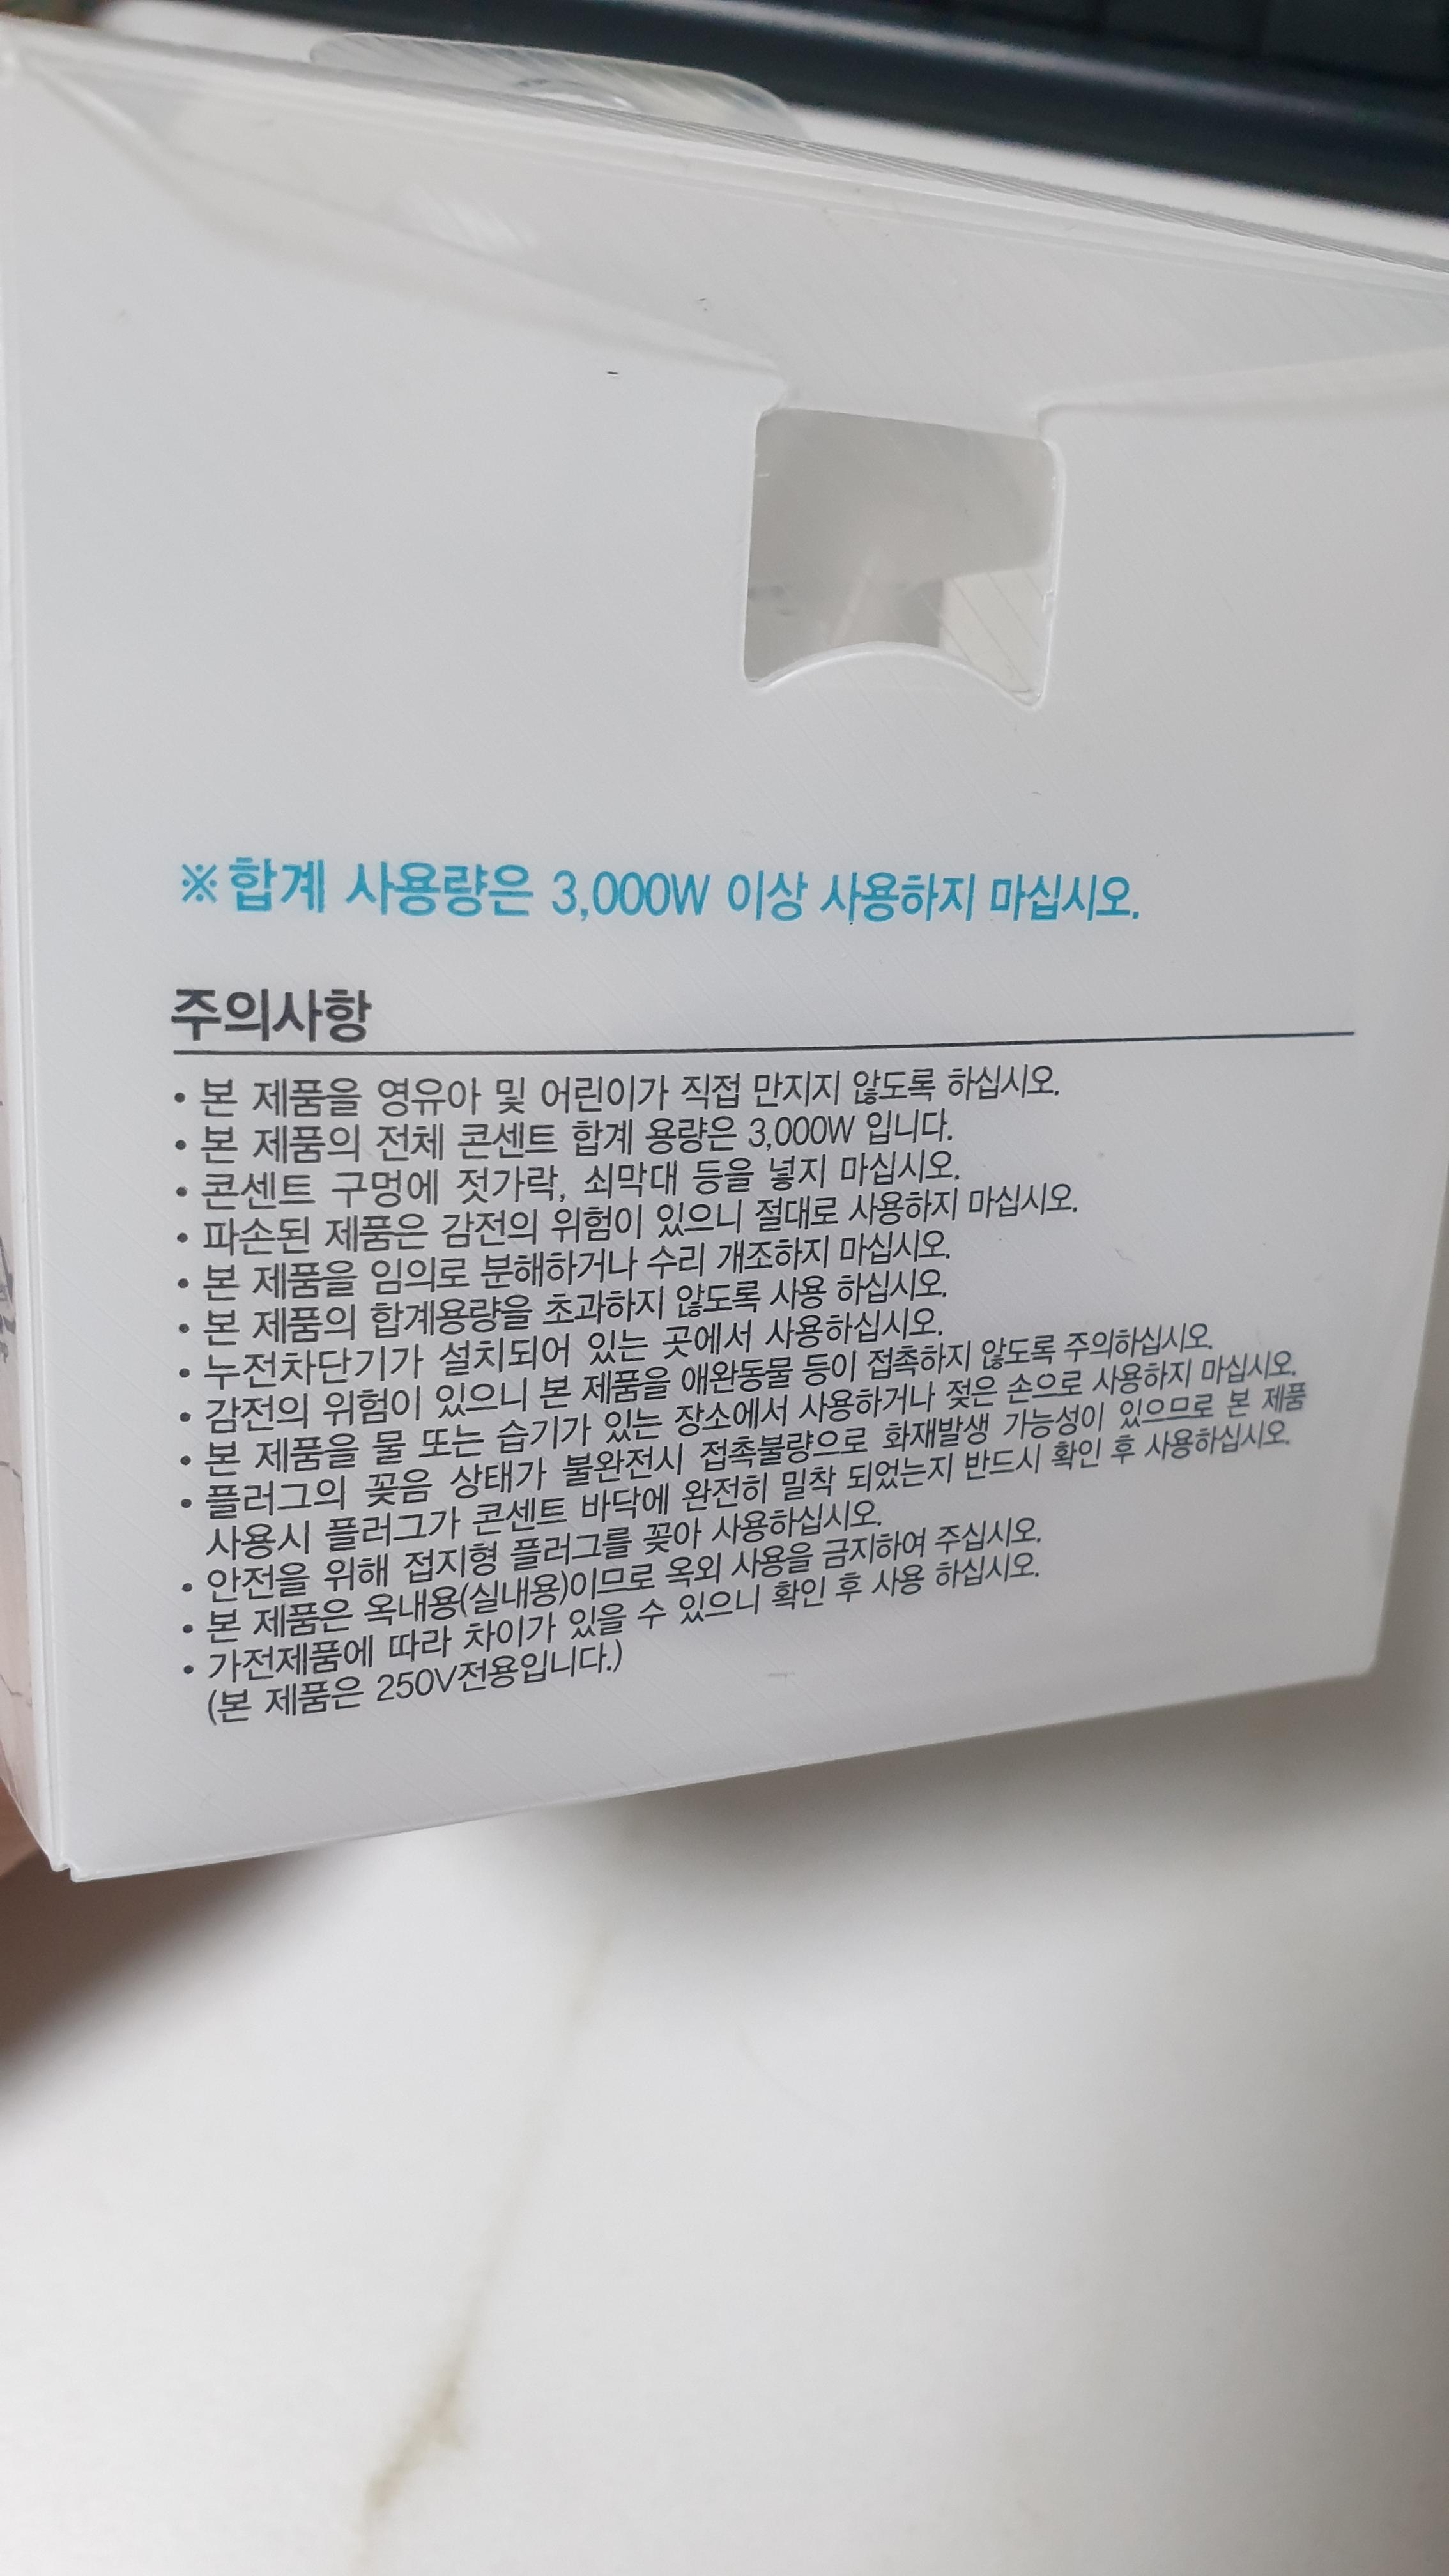 ※합계 사용량은 3,000W 이상 사용하지 마십시오.
주의사항
• 본 제품을 영유아 및 어린이가 직접 만지지 않도록 하십시오.
• 본 제품의 전체 콘센트 합계 용량은 3,000W 입니다.
• 콘센트 구멍에 젓가락, 쇠막대 등을 넣지 마십시오.
• 파손된 제품은 감전의 위험이 있으니 절대로 사용하지 마십시오.
• 본 제품을 임의로 분해하거나 수리 개조하지 마십시오.
• 본 제품의 합계용량을 초과하지 않도록 사용 하십시오.
• 누전차단기가 설치되어 있는 곳에서 사용하십시오.
• 감전의 위험이 있으니 본 제품을 애완동물 등이 접촉하지 않도록 주의하십시오.
• 본 제품을 물 또는 습기가 있는 장소에서 사용하거나 젖은 손으로 사용하지 마십시오.
• 플러그의 꽂음 상태가 불완전시 접촉불량으로 화재발생 가능성이 있으므로 본 제품
사용시 플러그가 콘센트 바닥에 완전히 밀착 되었는지 반드시 확인 후 사용하십시오.
• 안전을 위해 접지형 플러그를 꽂아 사용하십시오.
• 본 제품은 옥내용(실내용)이므로 옥외 사용을 금지하여 주십시오.
• 가전제품에 따라 차이가 있을 수 있으니 확인 후 사용 하십시오.
(본 제품은 250V전용입니다.)